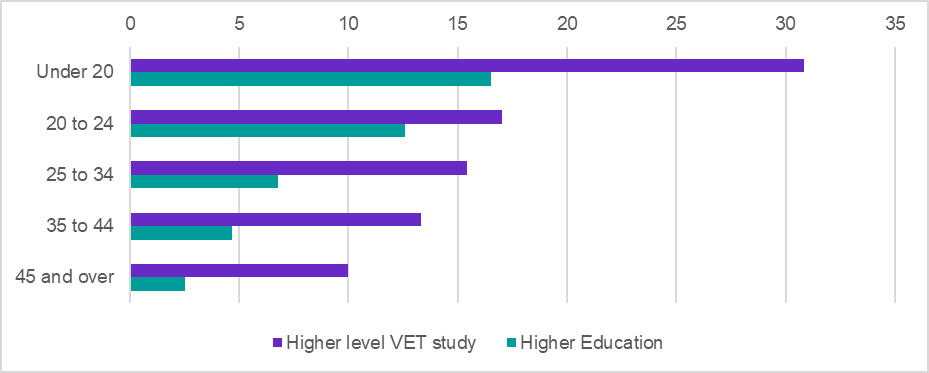 0 5 10 15 20 25 30 35
Under 20
20 to 24
25 to 34
35 to 44
45 and over
Higher level VET study Higher Education